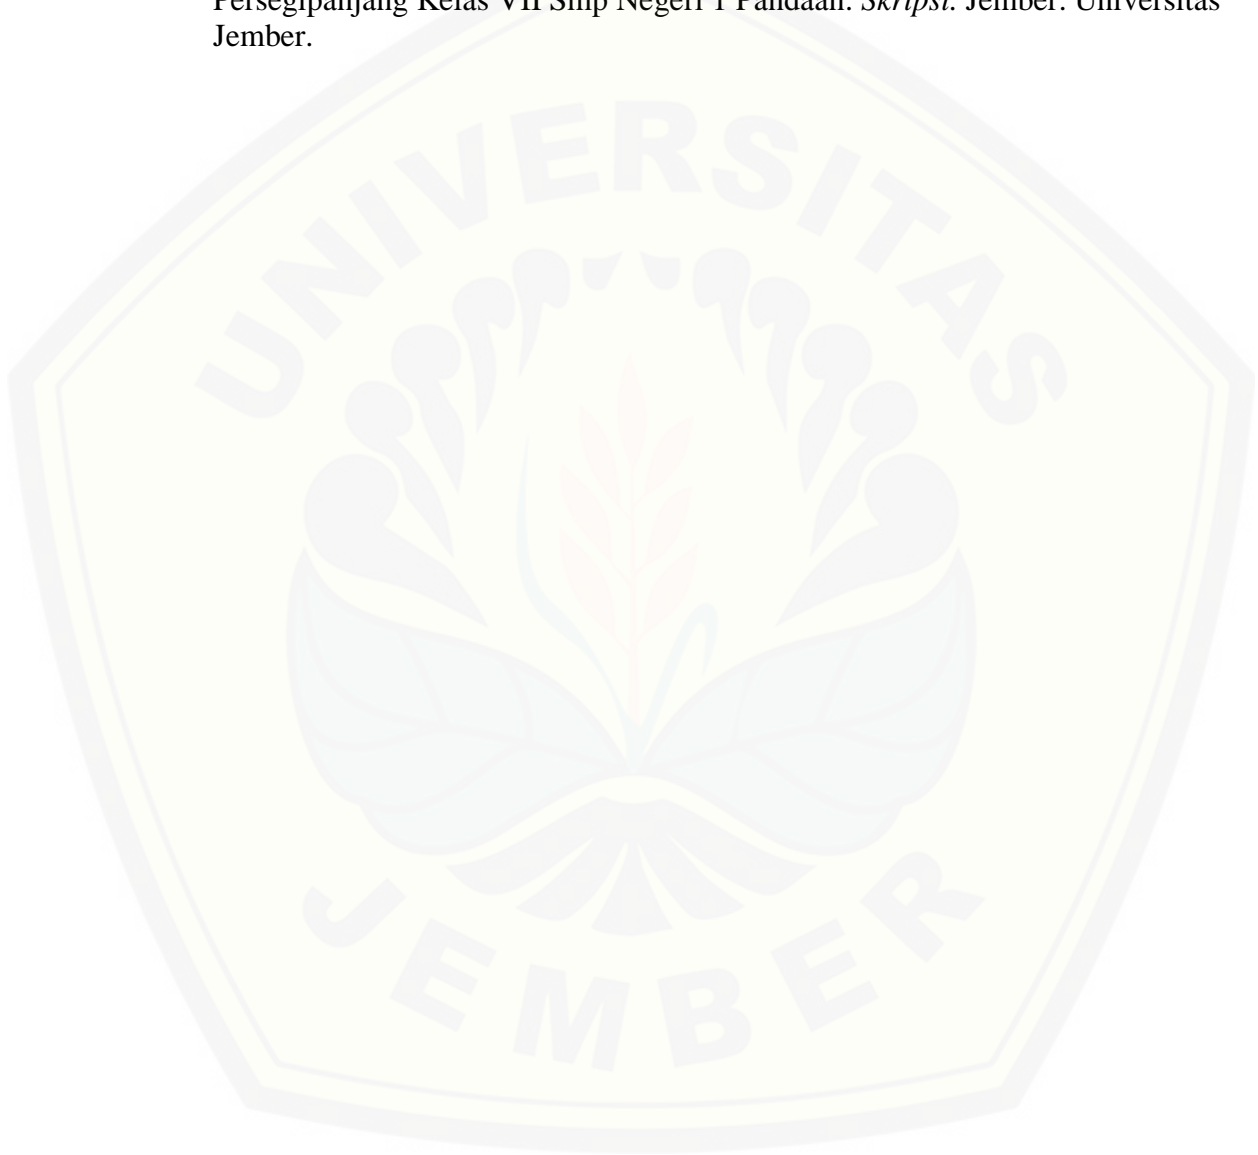 Persegipanjang Kelas VII Smp Negeri 1 Pandaan. Skripsi. Jember: Universitas
Jember.
UNIVERSITAS
JEMBER